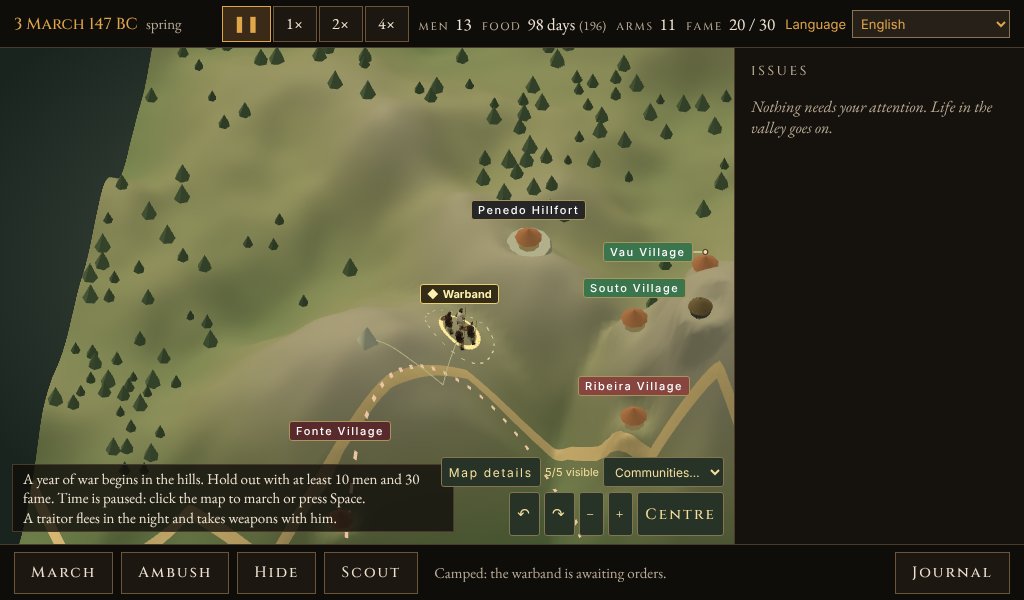 3 MARCH 147 BC spring
❚❚ 1× 2× 4×
MEN 13 FOOD 98 days (196) ARMS 11 FAME 20 / 30
Language English
ISSUES
Nothing needs your attention. Life in the
valley goes on.
Penedo Hillfort
Vau Village
Souto Village
◆ Warband
Ribeira Village
Fonte Village
A year of war begins in the hills. Hold out with at least 10 men and 30
fame. Time is paused: click the map to march or press Space.
A traitor flees in the night and takes weapons with him.
Map details 5/5 visible Communities...
↶ ↷ − + CENTRE
MARCH AMBUSH HIDE SCOUT Camped: the warband is awaiting orders. JOURNAL